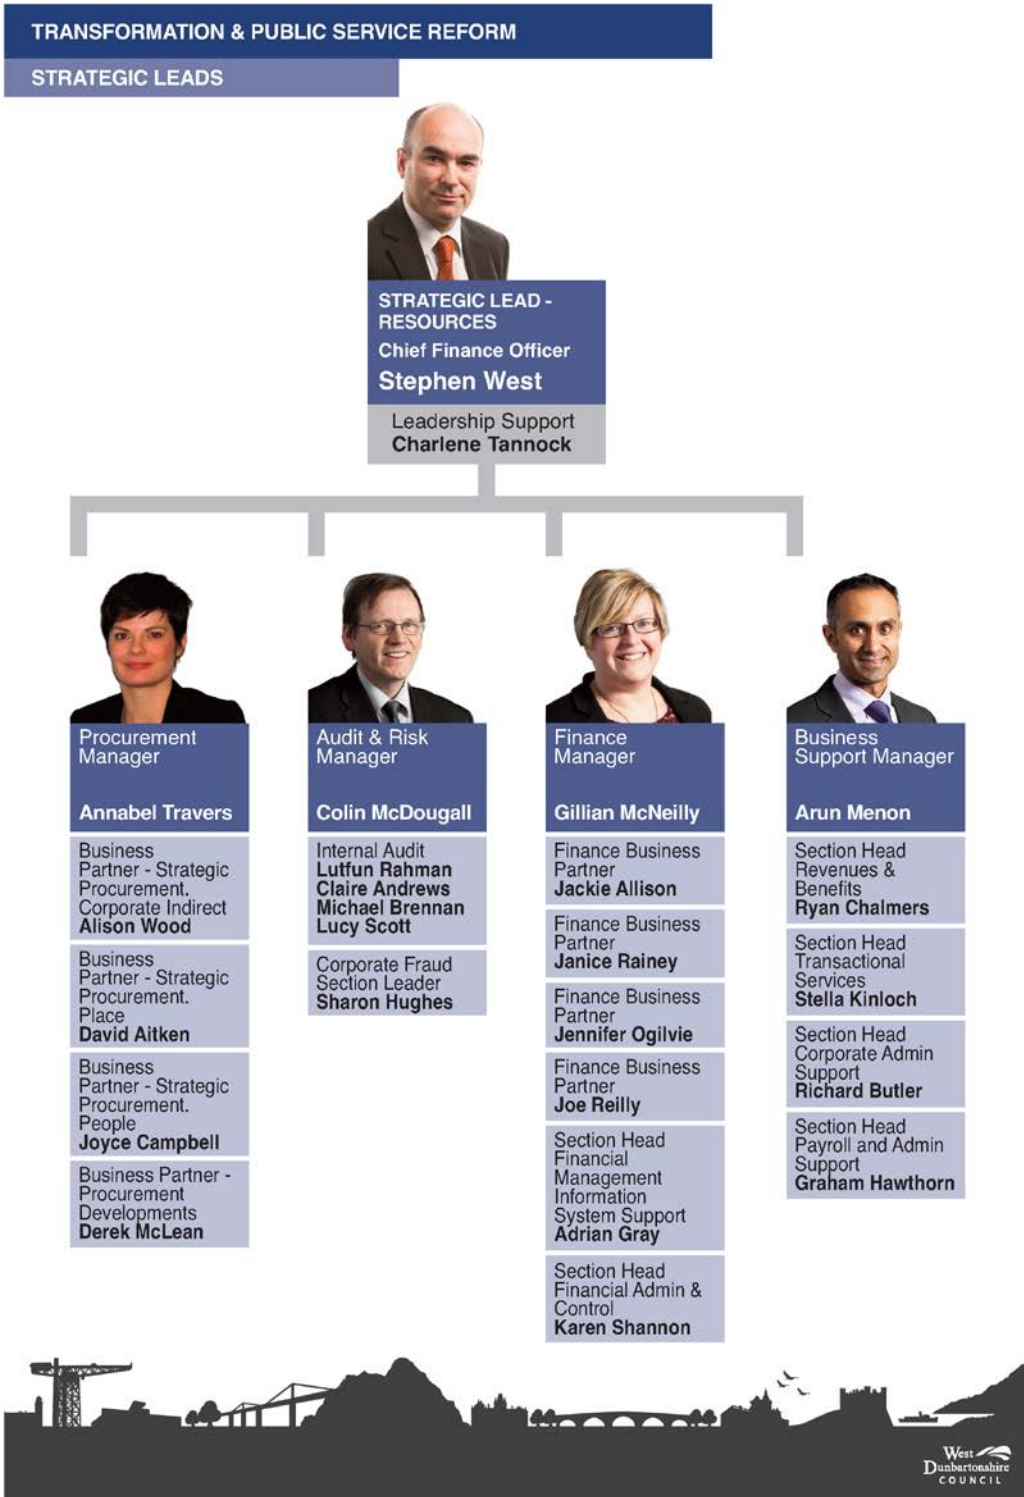 TRANSFORMATION & PUBLIC SERVICE REFORM
STRATEGIC LEADS
STRATEGIC LEAD -
RESOURCES
Chief Finance Officer
Stephen West
Leadership Support
Charlene Tannock
Procurement
Manager
Annabel Travers
Business
Partner - Strategic
Procurement.
Corporate Indirect
Alison Wood
Business
Partner - Strategic
Procurement.
Place
David Aitken
Business
Partner - Strategic
Procurement.
People
Joyce Campbell
Business Partner -
Procurement
Developments
Derek McLean
Audit & Risk
Manager
Colin McDougall
Internal Audit
Lutfun Rahman
Claire Andrews
Michael Brennan
Lucy Scott
Corporate Fraud
Section Leader
Sharon Hughes
Finance
Manager
Gillian McNeilly
Finance Business
Partner
Jackie Allison
Finance Business
Partner
Janice Rainey
Finance Business
Partner
Jennifer Ogilvie
Finance Business
Partner
Joe Reilly
Section Head
Financial
Management
Information
System Support
Adrian Gray
Section Head
Financial Admin &
Control
Karen Shannon
Business
Support Manager
Arun Menon
Section Head
Revenues &
Benefits
Ryan Chalmers
Section Head
Transactional
Services
Stella Kinloch
Section Head
Corporate Admin
Support
Richard Butler
Section Head
Payroll and Admin
Support
Graham Hawthorn
West
Dunbartonshire
COUNCIL